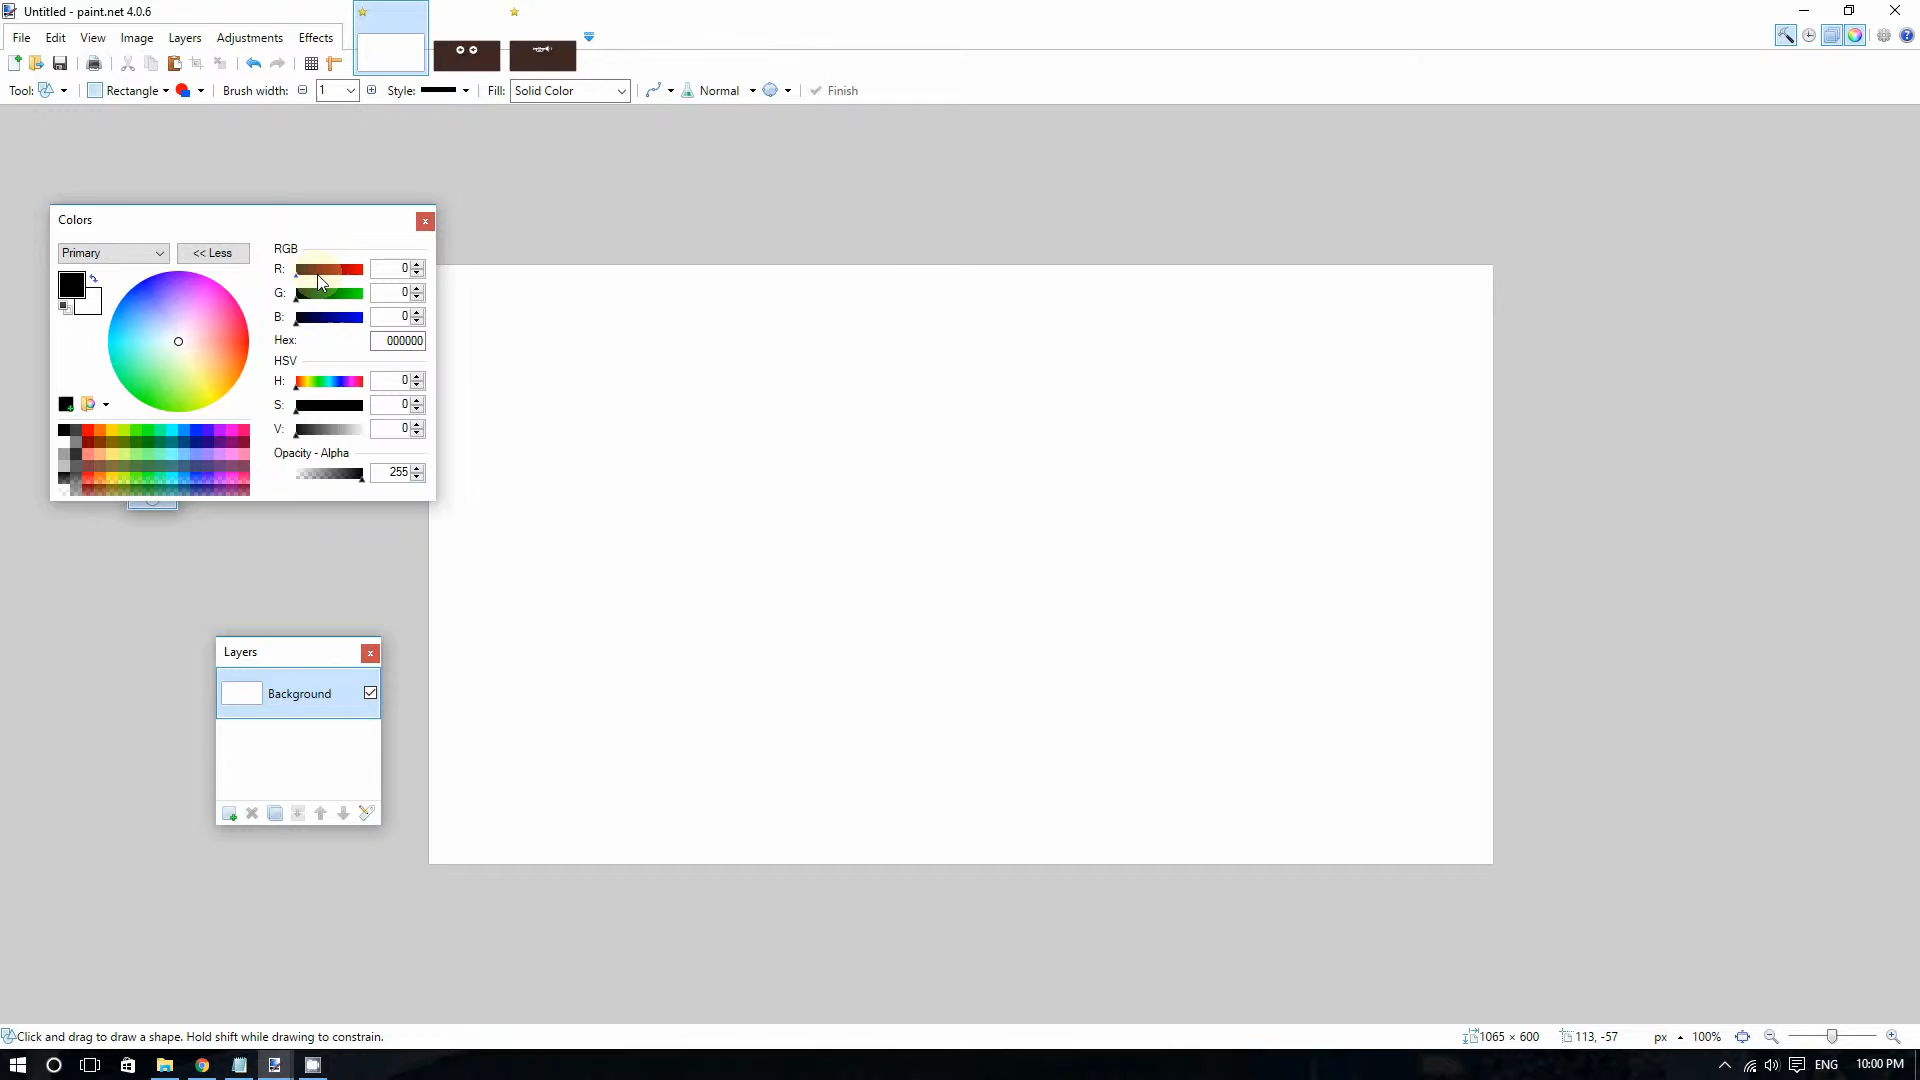 Untitled - paint.net 4.0.6
File Edit View Image Layers Adjustments Effects
Tool: Rectangle Brush width: 1 Style: Fill: Solid Color Normal Finish
Colors x
Primary << Less
RGB
R: 0
G: 0
B: 0
Hex: 000000
HSV
H: 0
S: 0
V: 0
Opacity - Alpha
255
Layers x
Background
Click and drag to draw a shape. Hold shift while drawing to constrain. 1065 × 600 113, -57 px 100%
ENG 10:00 PM